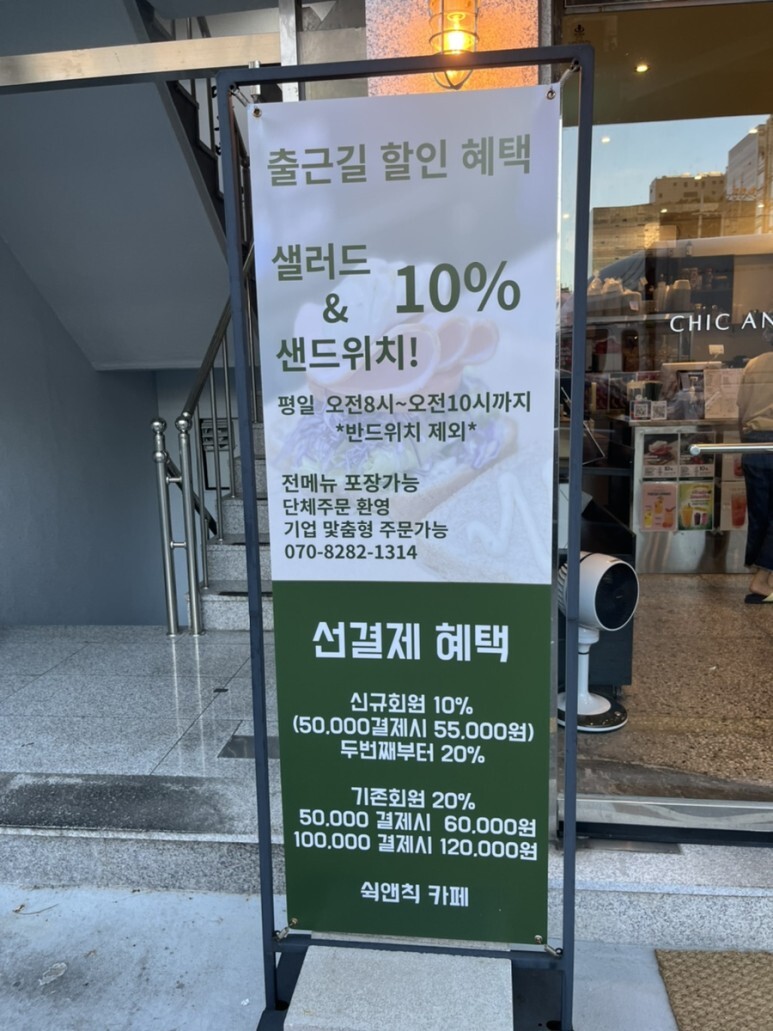 출근길 할인 혜택
샐러드
&
10%
샌드위치!
평일 오전8시~오전10시까지
*반드위치 제외*
전메뉴 포장가능
단체주문 환영
기업 맟춤형 주문가능
070-8282-1314
선결제 혜택
신규회원 10%
(50.000결제시 55.000원)
두번째부터 20%
기존회원 20%
50.000 결제시 60.000원
100.000 결제시 120.000원
쉭앤칙 카페
CHIC AN